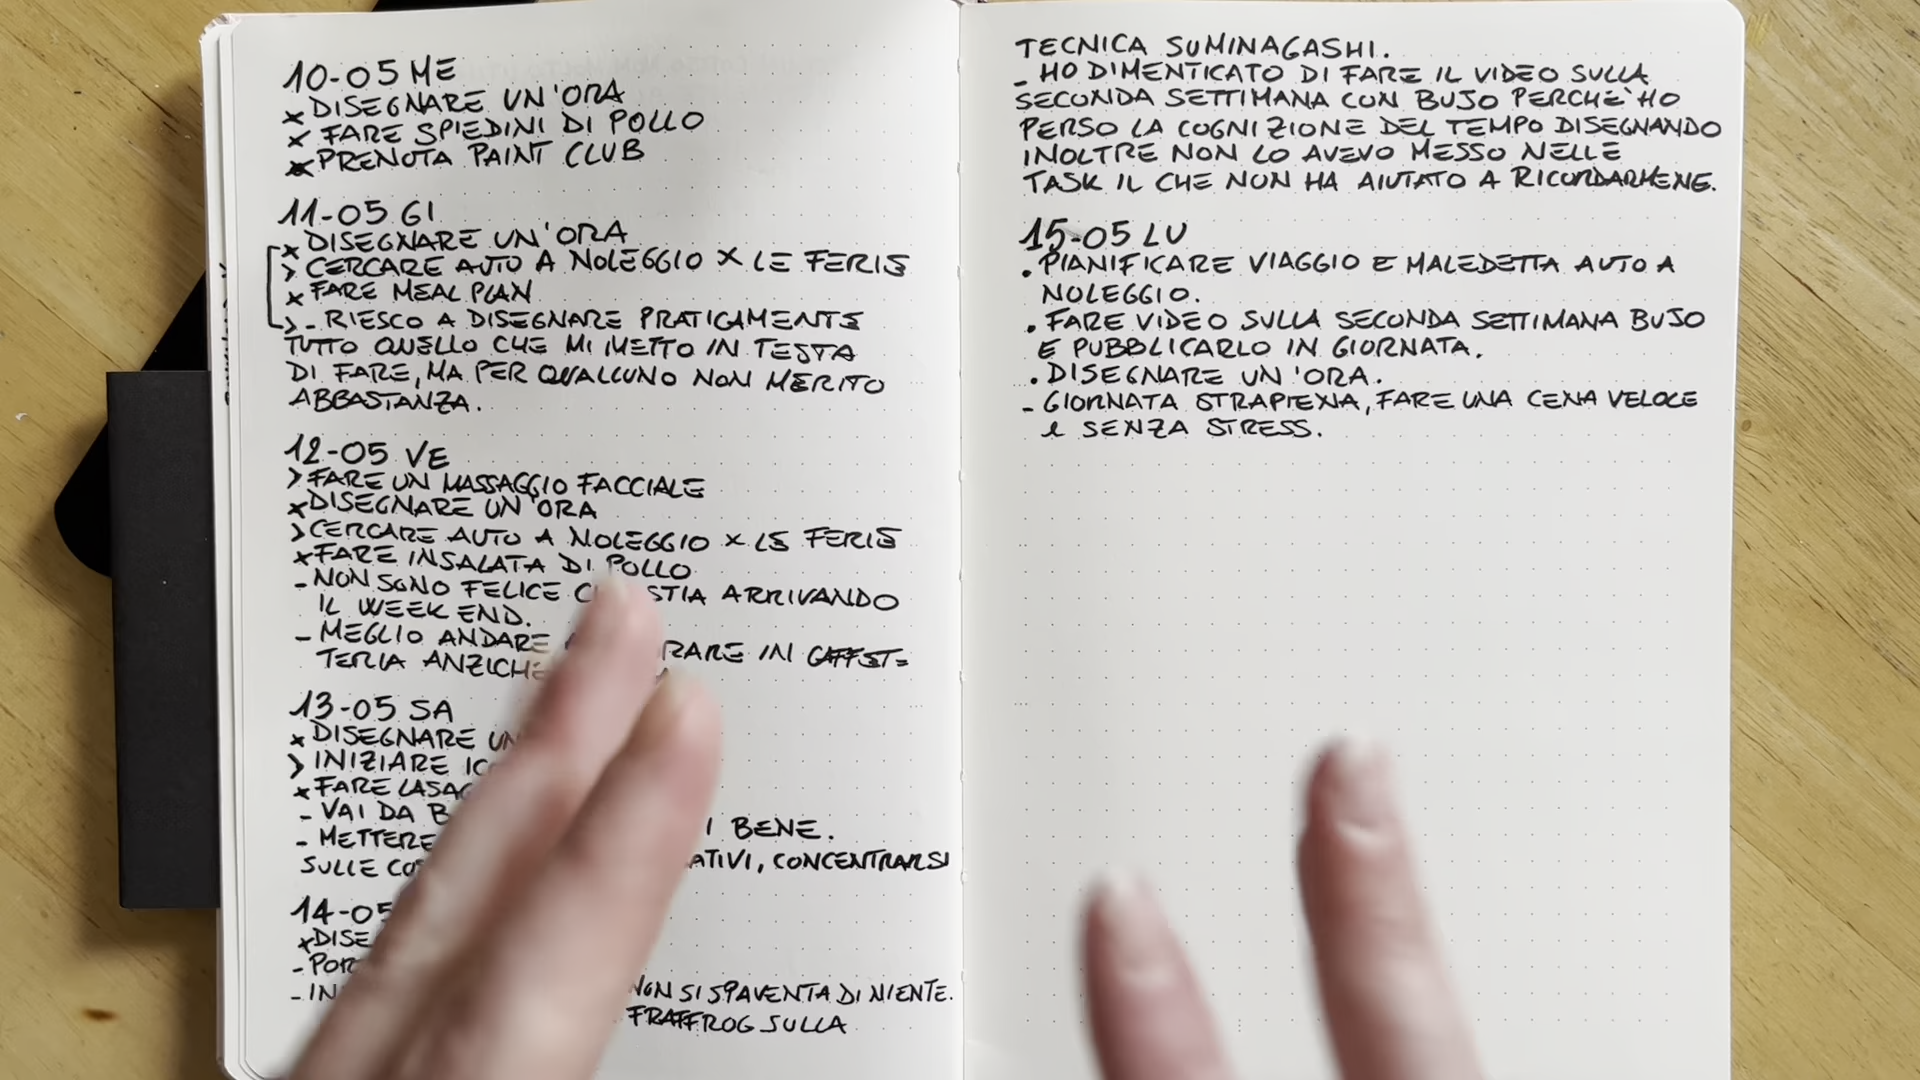 10-05 ME
× DISEGNARE UN'ORA
× FARE SPIEDINI DI POLLO
× PRENOTA PAINT CLUB
11-05 GI
× DISEGNARE UN'ORA
> CERCARE AUTO A NOLEGGIO × LE FERIE
× FARE MEAL PLAN
> - RIESCO A DISEGNARE PRATICAMENTE
TUTTO QUELLO CHE MI METTO IN TESTA
DI FARE, MA PER QUALCUNO NON MERITO
ABBASTANZA.
12-05 VE
> FARE UN MASSAGGIO FACCIALE
× DISEGNARE UN'ORA
> CERCARE AUTO A NOLEGGIO × LE FERIE
× FARE INSALATA DI POLLO
- NON SONO FELICE STIA ARRIVANDO
IL WEEK END.
- MEGLIO ANDARE IN CAFFET=
TERIA ANZICHE
13-05 SA
× DISEGNARE
> INIZIARE
× FARE
- VAI DA BENE.
- METTERE
SULLE CONCENTRARSI
14-05
×
-
- NON SI SPAVENTA DI NIENTE.
SULLA
TECNICA SUMINAGASHI.
- HO DIMENTICATO DI FARE IL VIDEO SULLA
SECONDA SETTIMANA CON BUJO PERCHE' HO
PERSO LA COGNIZIONE DEL TEMPO DISEGNANDO
INOLTRE NON LO AVEVO MESSO NELLE
TASK IL CHE NON HA AIUTATO A RICORDARMENE.
15-05 LU
. PIANIFICARE VIAGGIO E MALEDETTA AUTO A
NOLEGGIO.
. FARE VIDEO SULLA SECONDA SETTIMANA BUJO
E PUBBLICARLO IN GIORNATA.
. DISEGNARE UN'ORA.
- GIORNATA STRAPIENA, FARE UNA CENA VELOCE
e SENZA STRESS.